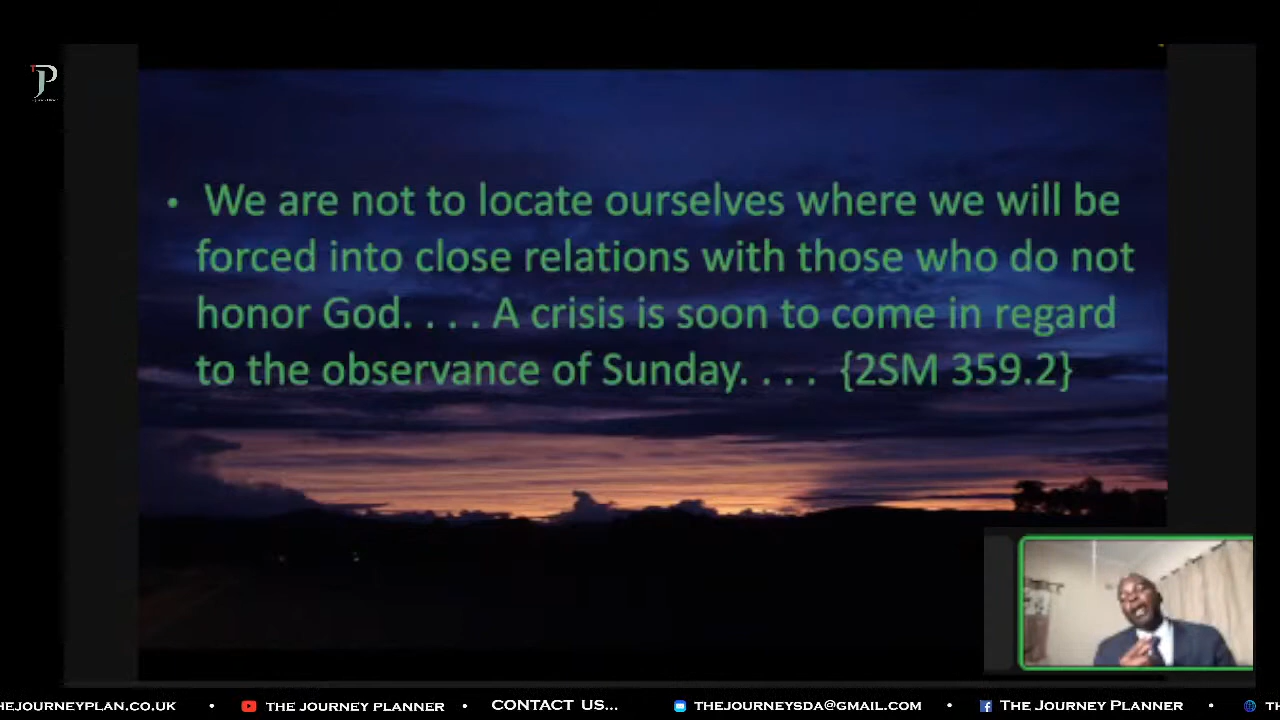 JP
• We are not to locate ourselves where we will be
forced into close relations with those who do not
honor God. . . . A crisis is soon to come in regard
to the observance of Sunday. . . . {2SM 359.2}
HEJOURNEYPLAN.CO.UK • THE JOURNEY PLANNER • CONTACT US... THEJOURNEYSDA@GMAIL.COM • THE JOURNEY PLANNER • TH